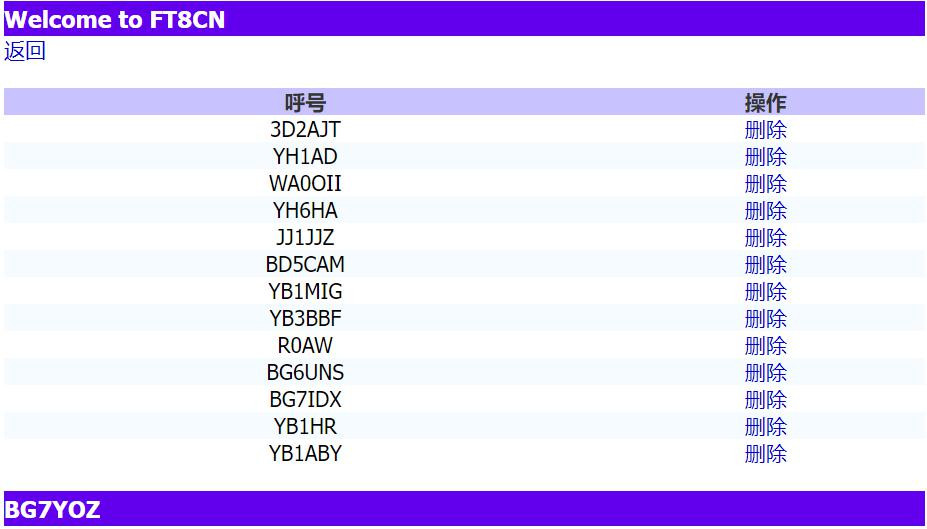 Welcome to FT8CN
返回
呼号 操作
3D2AJT 删除
YH1AD 删除
WA0OII 删除
YH6HA 删除
JJ1JJZ 删除
BD5CAM 删除
YB1MIG 删除
YB3BBF 删除
R0AW 删除
BG6UNS 删除
BG7IDX 删除
YB1HR 删除
YB1ABY 删除
BG7YOZ